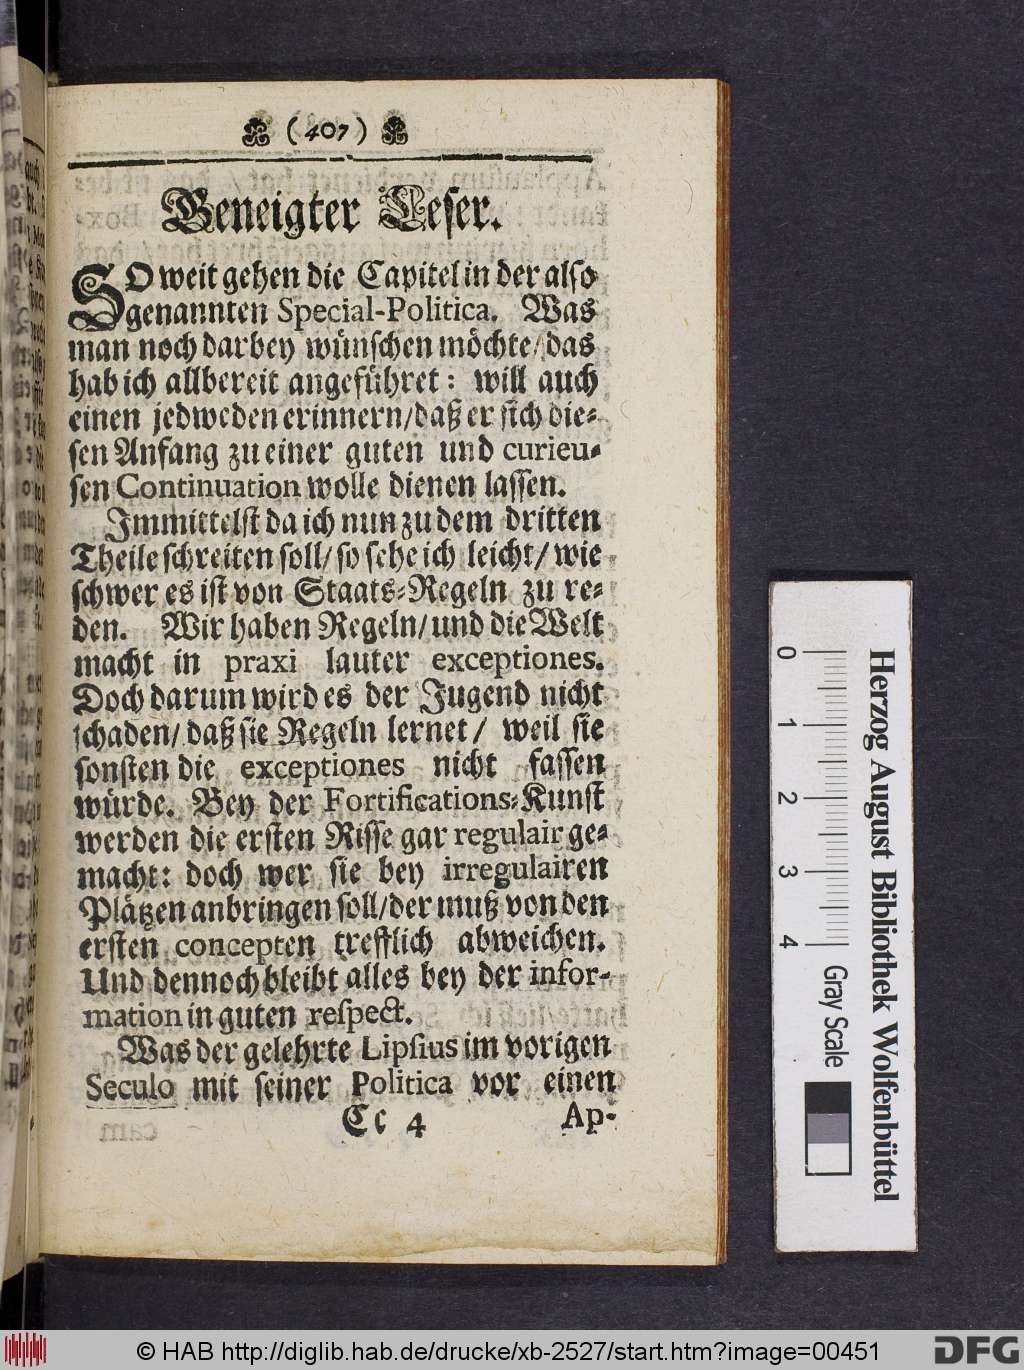 ( 407 )
Geneigter Leser.
SO weit gehen die Capitel in der also
genannten Special-Politica. Was
man noch darbey wünschen möchte/ das
hab ich allbereit angeführet: will auch
einen jedweden erinnern/ daß er sich die⸗
sen Anfang zu einer guten und curieu⸗
sen Continuation wolle dienen lassen.
Immittelst da ich nun zu dem dritten
Theile schreiten soll/ so sehe ich leicht/ wie
schwer es ist von Staats⸗Regeln zu re⸗
den. Wir haben Regeln/ und die Welt
macht in praxi lauter exceptiones.
Doch darum wird es der Jugend nicht
schaden/ daß sie Regeln lernet/ weil sie
sonsten die exceptiones nicht fassen
würde. Bey der Fortifications⸗Kunst
werden die ersten Risse gar regulair ge⸗
macht: doch wer sie bey irregulairen
Plätzen anbringen soll/ der muß von den
ersten concepten trefflich abweichen.
Und dennoch bleibt alles bey der infor-
mation in guten reſpect.
Was der gelehrte Lipſius im vorigen
Seculo mit seiner Politica vor einen
Cc 4 Ap-
0 1 2 3 4 Gray Scale
Herzog August Bibliothek Wolfenbüttel
© HAB http://diglib.hab.de/drucke/xb-2527/start.htm?image=00451
DFG